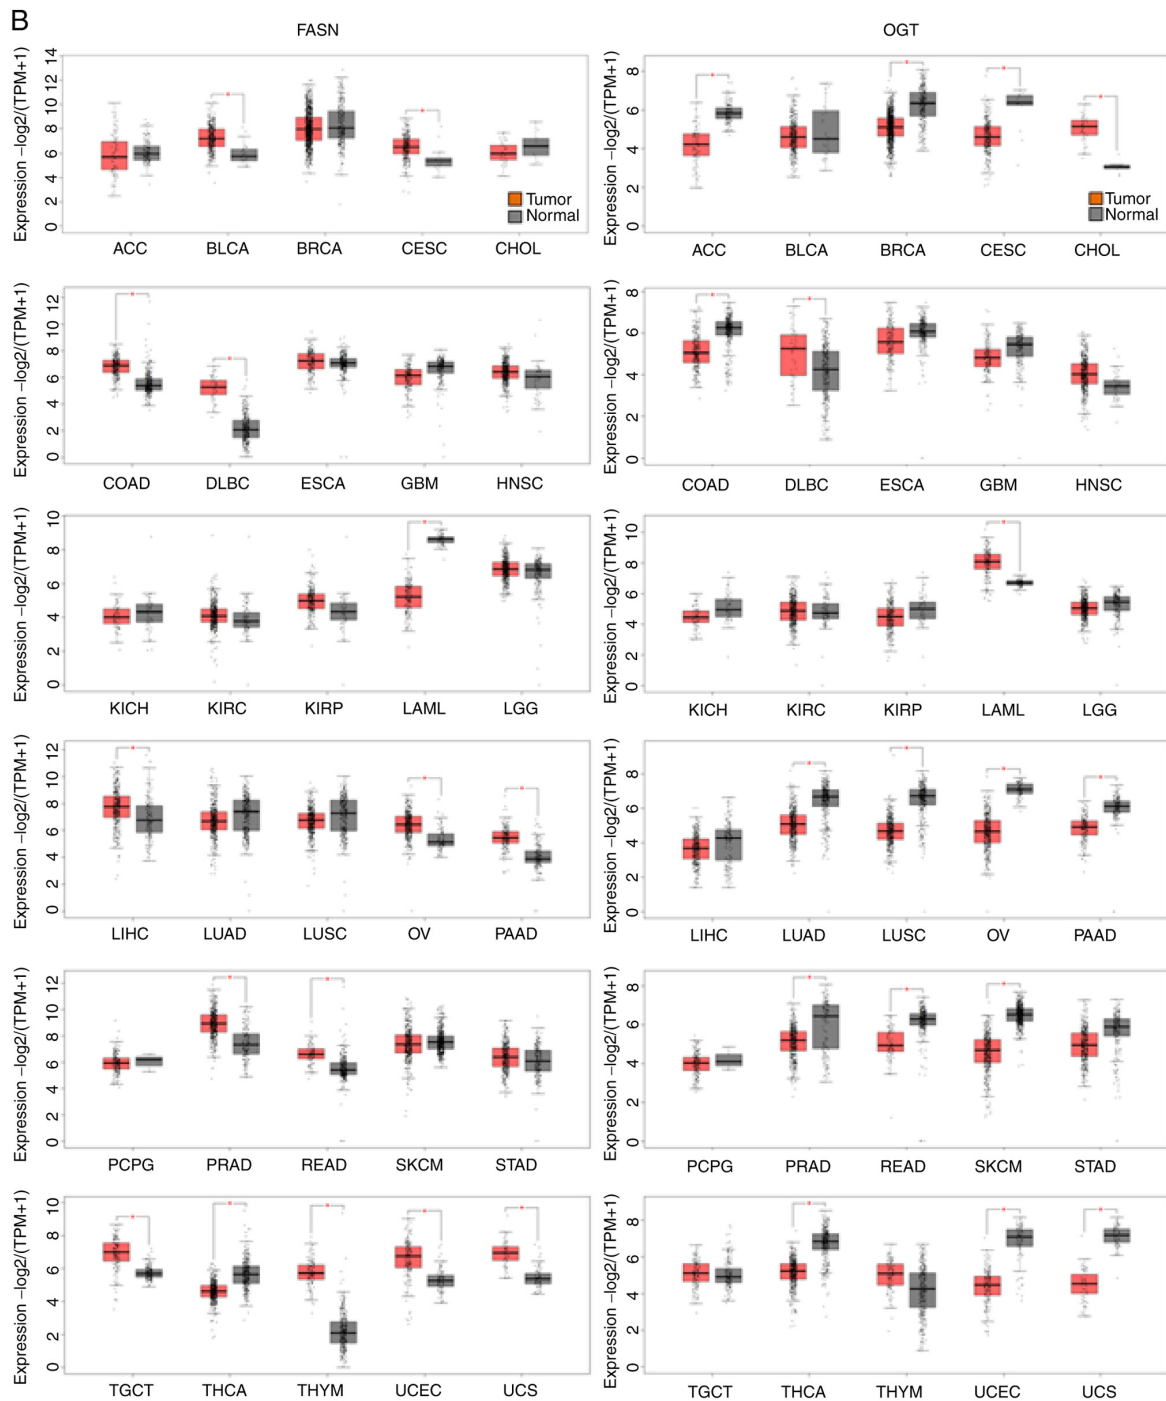 B
FASN
OGT
Expression –log2/(TPM+1)
0 2 4 6 8 10 12 14
Tumor
Normal
ACC BLCA BRCA CESC CHOL
Expression –log2/(TPM+1)
0 2 4 6 8
Tumor
Normal
ACC BLCA BRCA CESC CHOL
Expression –log2/(TPM+1)
0 2 4 6 8 10 12
COAD DLBC ESCA GBM HNSC
Expression –log2/(TPM+1)
0 2 4 6 8
COAD DLBC ESCA GBM HNSC
Expression –log2/(TPM+1)
0 2 4 6 8 10
KICH KIRC KIRP LAML LGG
Expression –log2/(TPM+1)
0 2 4 6 8 10
KICH KIRC KIRP LAML LGG
Expression –log2/(TPM+1)
0 2 4 6 8 10 12
LIHC LUAD LUSC OV PAAD
Expression –log2/(TPM+1)
0 2 4 6 8
LIHC LUAD LUSC OV PAAD
Expression –log2/(TPM+1)
0 2 4 6 8 10 12
PCPG PRAD READ SKCM STAD
Expression –log2/(TPM+1)
0 2 4 6 8
PCPG PRAD READ SKCM STAD
Expression –log2/(TPM+1)
0 2 4 6 8 10
TGCT THCA THYM UCEC UCS
Expression –log2/(TPM+1)
0 2 4 6 8
TGCT THCA THYM UCEC UCS